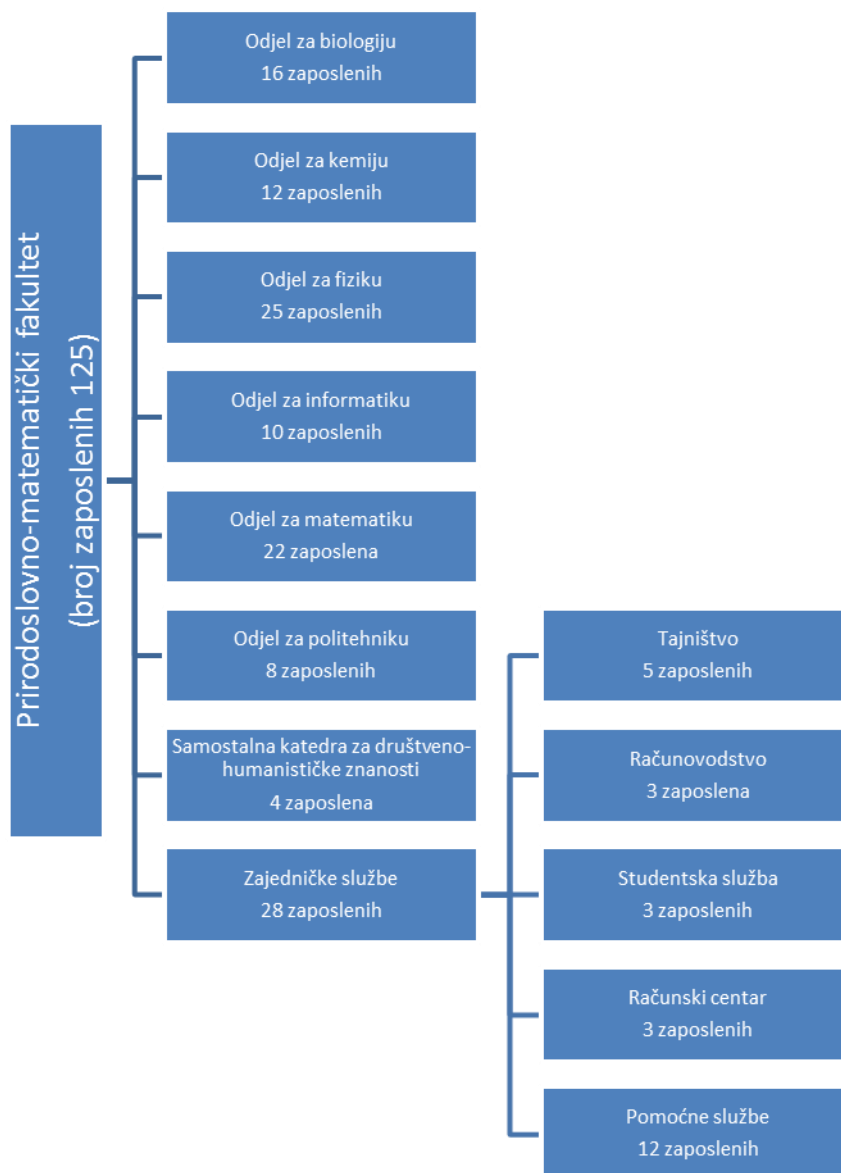 Prirodoslovno-matematički fakultet
(broj zaposlenih 125)
Odjel za biologiju
16 zaposlenih
Odjel za kemiju
12 zaposlenih
Odjel za fiziku
25 zaposlenih
Odjel za informatiku
10 zaposlenih
Odjel za matematiku
22 zaposlena
Odjel za politehniku
8 zaposlenih
Samostalna katedra za društveno-
humanističke znanosti
4 zaposlena
Zajedničke službe
28 zaposlenih
Tajništvo
5 zaposlenih
Računovodstvo
3 zaposlena
Studentska služba
3 zaposlenih
Računski centar
3 zaposlenih
Pomoćne službe
12 zaposlenih